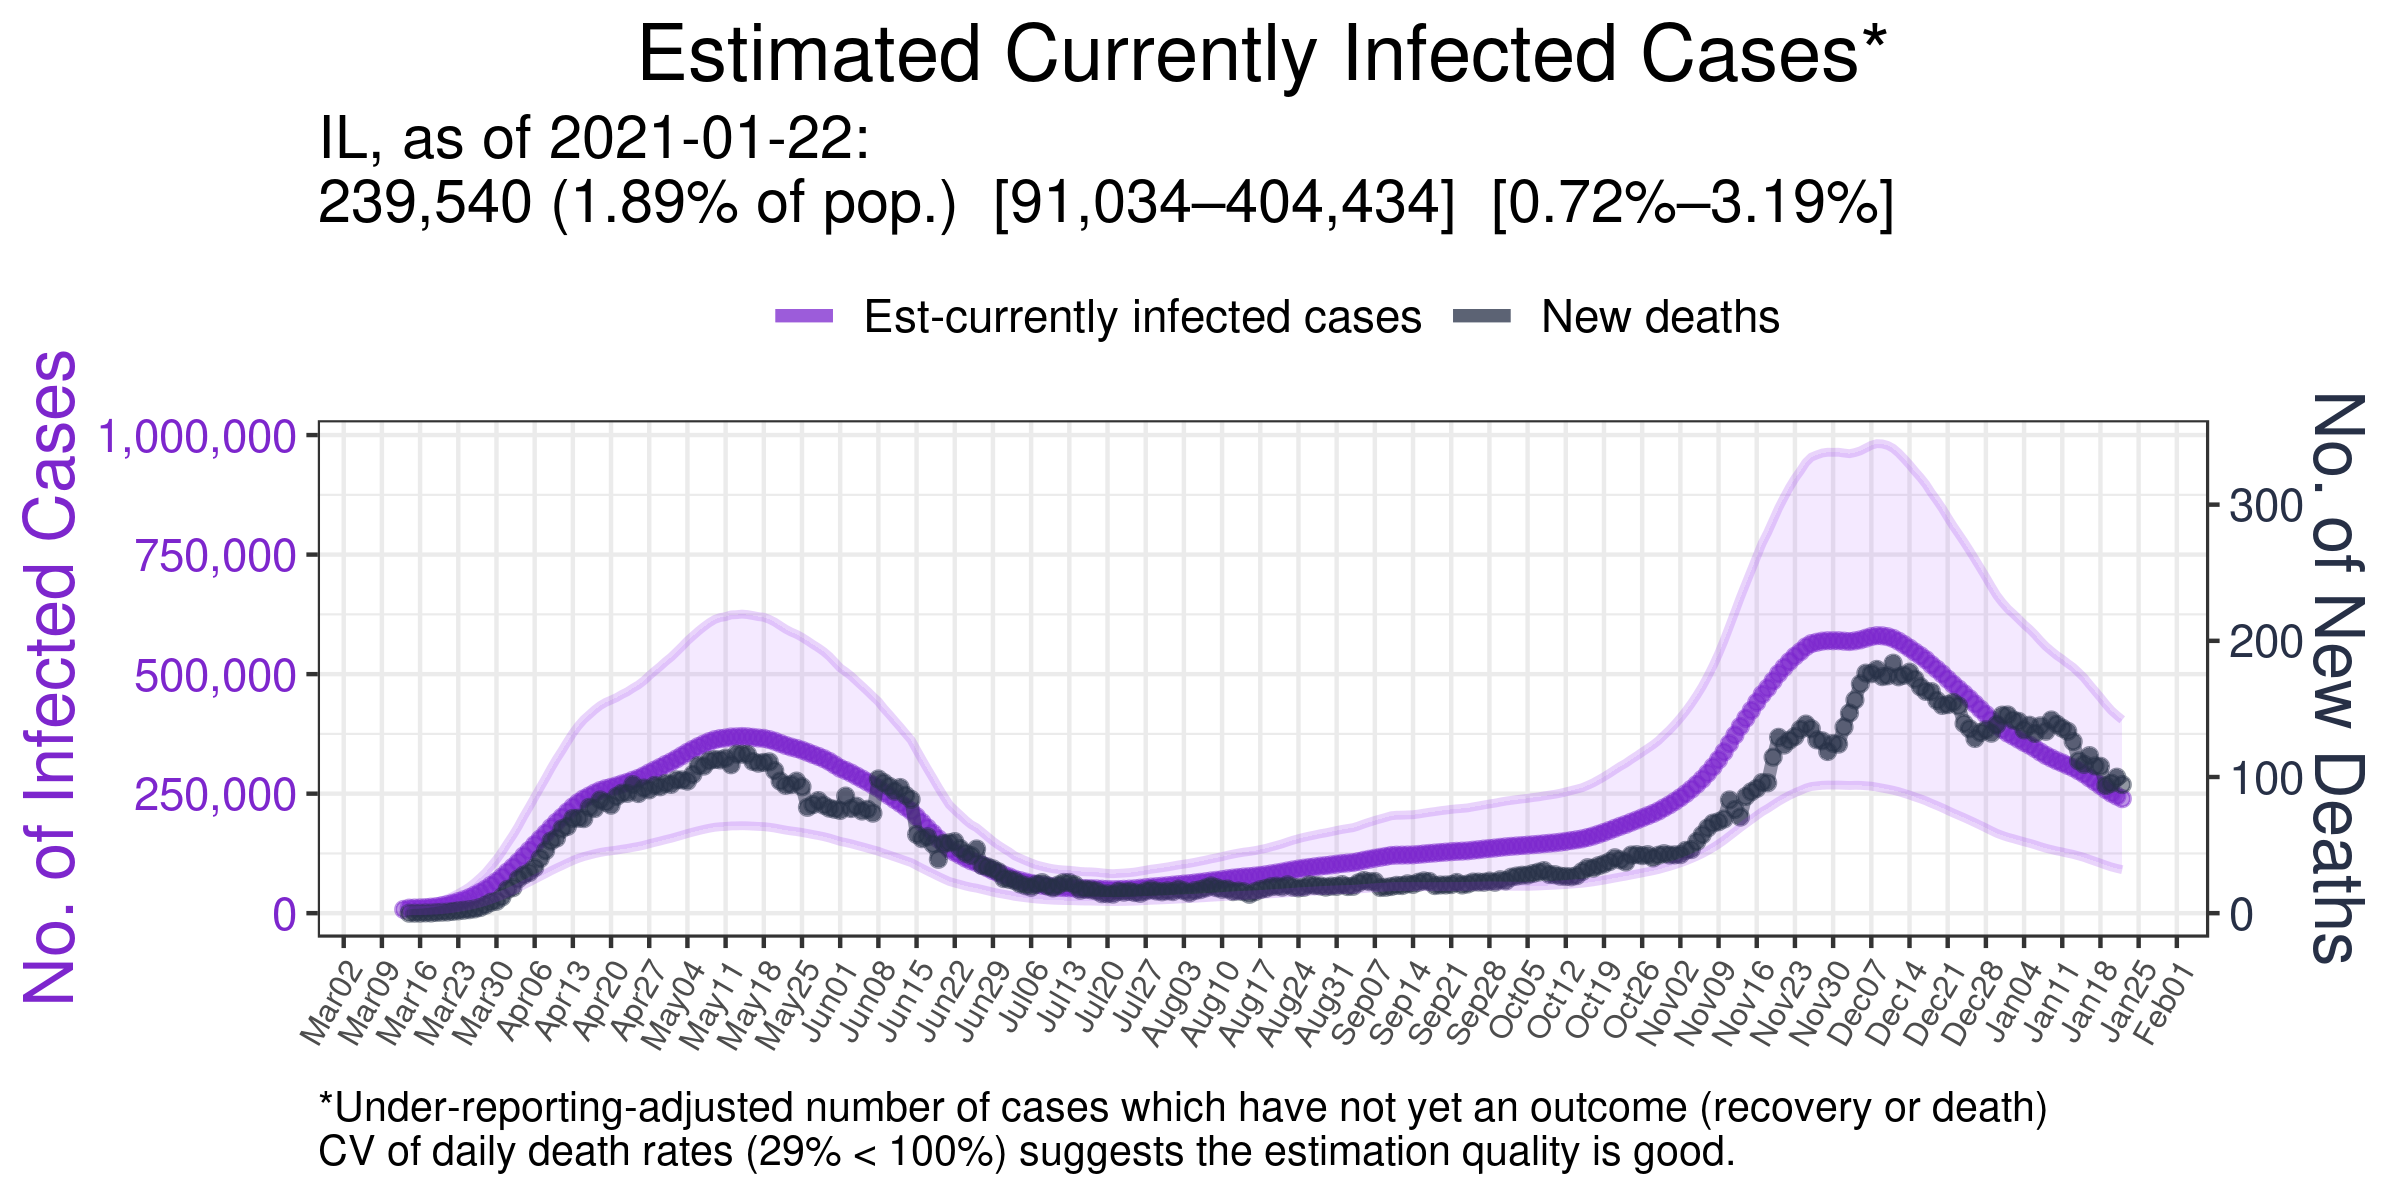 Estimated Currently Infected Cases*
IL, as of 2021-01-22:
239,540 (1.89% of pop.) [91,034–404,434] [0.72%–3.19%]
Est-currently infected cases New deaths
No. of Infected Cases
1,000,000
750,000
500,000
250,000
0
300
200
100
0
No. of New Deaths
Mar02 Mar09 Mar16 Mar23 Mar30 Apr06 Apr13 Apr20 Apr27 May04 May11 May18 May25 Jun01 Jun08 Jun15 Jun22 Jun29 Jul06 Jul13 Jul20 Jul27 Aug03 Aug10 Aug17 Aug24 Aug31 Sep07 Sep14 Sep21 Sep28 Oct05 Oct12 Oct19 Oct26 Nov02 Nov09 Nov16 Nov23 Nov30 Dec07 Dec14 Dec21 Dec28 Jan04 Jan11 Jan18 Jan25 Feb01
*Under-reporting-adjusted number of cases which have not yet an outcome (recovery or death)
CV of daily death rates (29% < 100%) suggests the estimation quality is good.